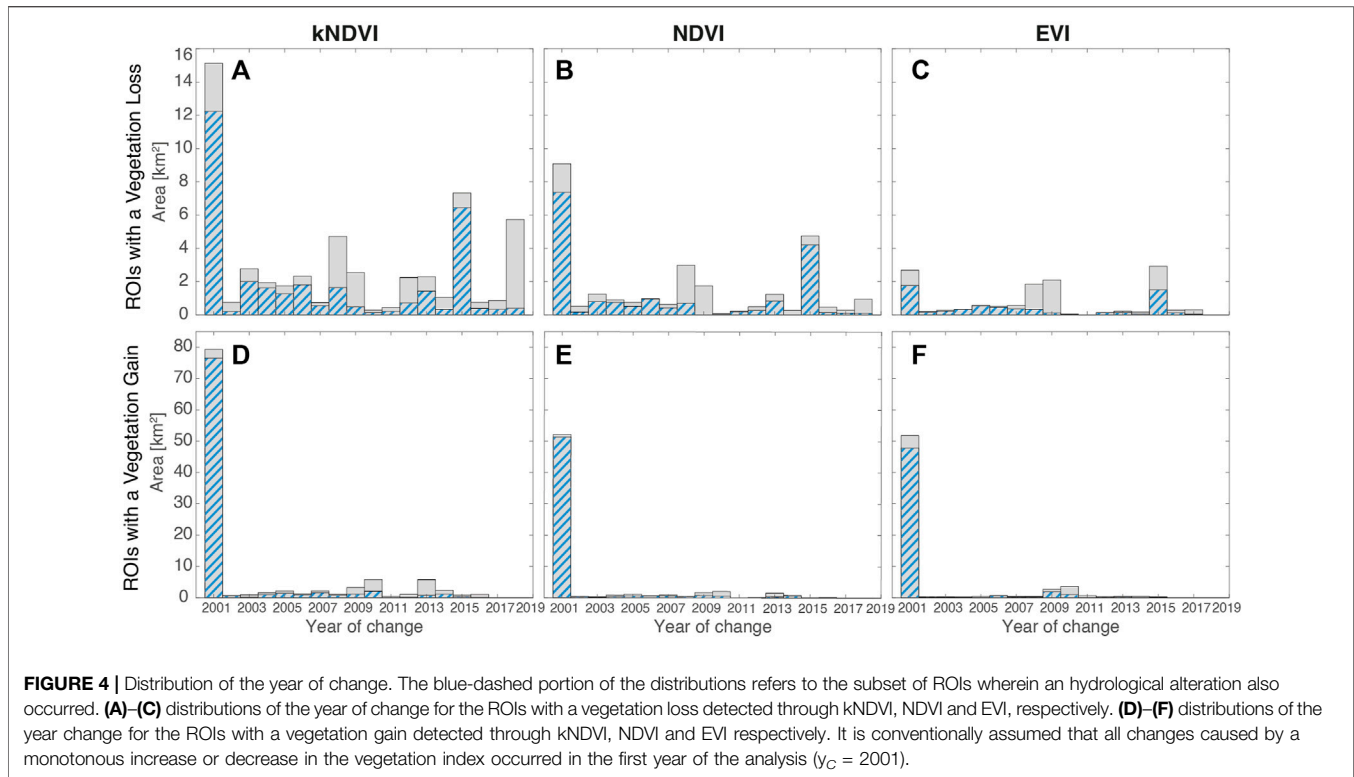 kNDVI
NDVI
EVI
ROIs with a Vegetation Loss
Area [km²]
16
14
12
10
8
6
4
2
0
A
B
C
ROIs with a Vegetation Gain
Area [km²]
80
70
60
50
40
30
20
10
0
D
E
F
2001 2003 2005 2007 2009 2011 2013 2015 2017 2019
2001 2003 2005 2007 2009 2011 2013 2015 2017 2019
2001 2003 2005 2007 2009 2011 2013 2015 2017 2019
Year of change
Year of change
Year of change
FIGURE 4 | Distribution of the year of change. The blue-dashed portion of the distributions refers to the subset of ROIs wherein an hydrological alteration also
occurred. (A)–(C) distributions of the year of change for the ROIs with a vegetation loss detected through kNDVI, NDVI and EVI, respectively. (D)–(F) distributions of the
year change for the ROIs with a vegetation gain detected through kNDVI, NDVI and EVI respectively. It is conventionally assumed that all changes caused by a
monotonous increase or decrease in the vegetation index occurred in the first year of the analysis (y_C = 2001).